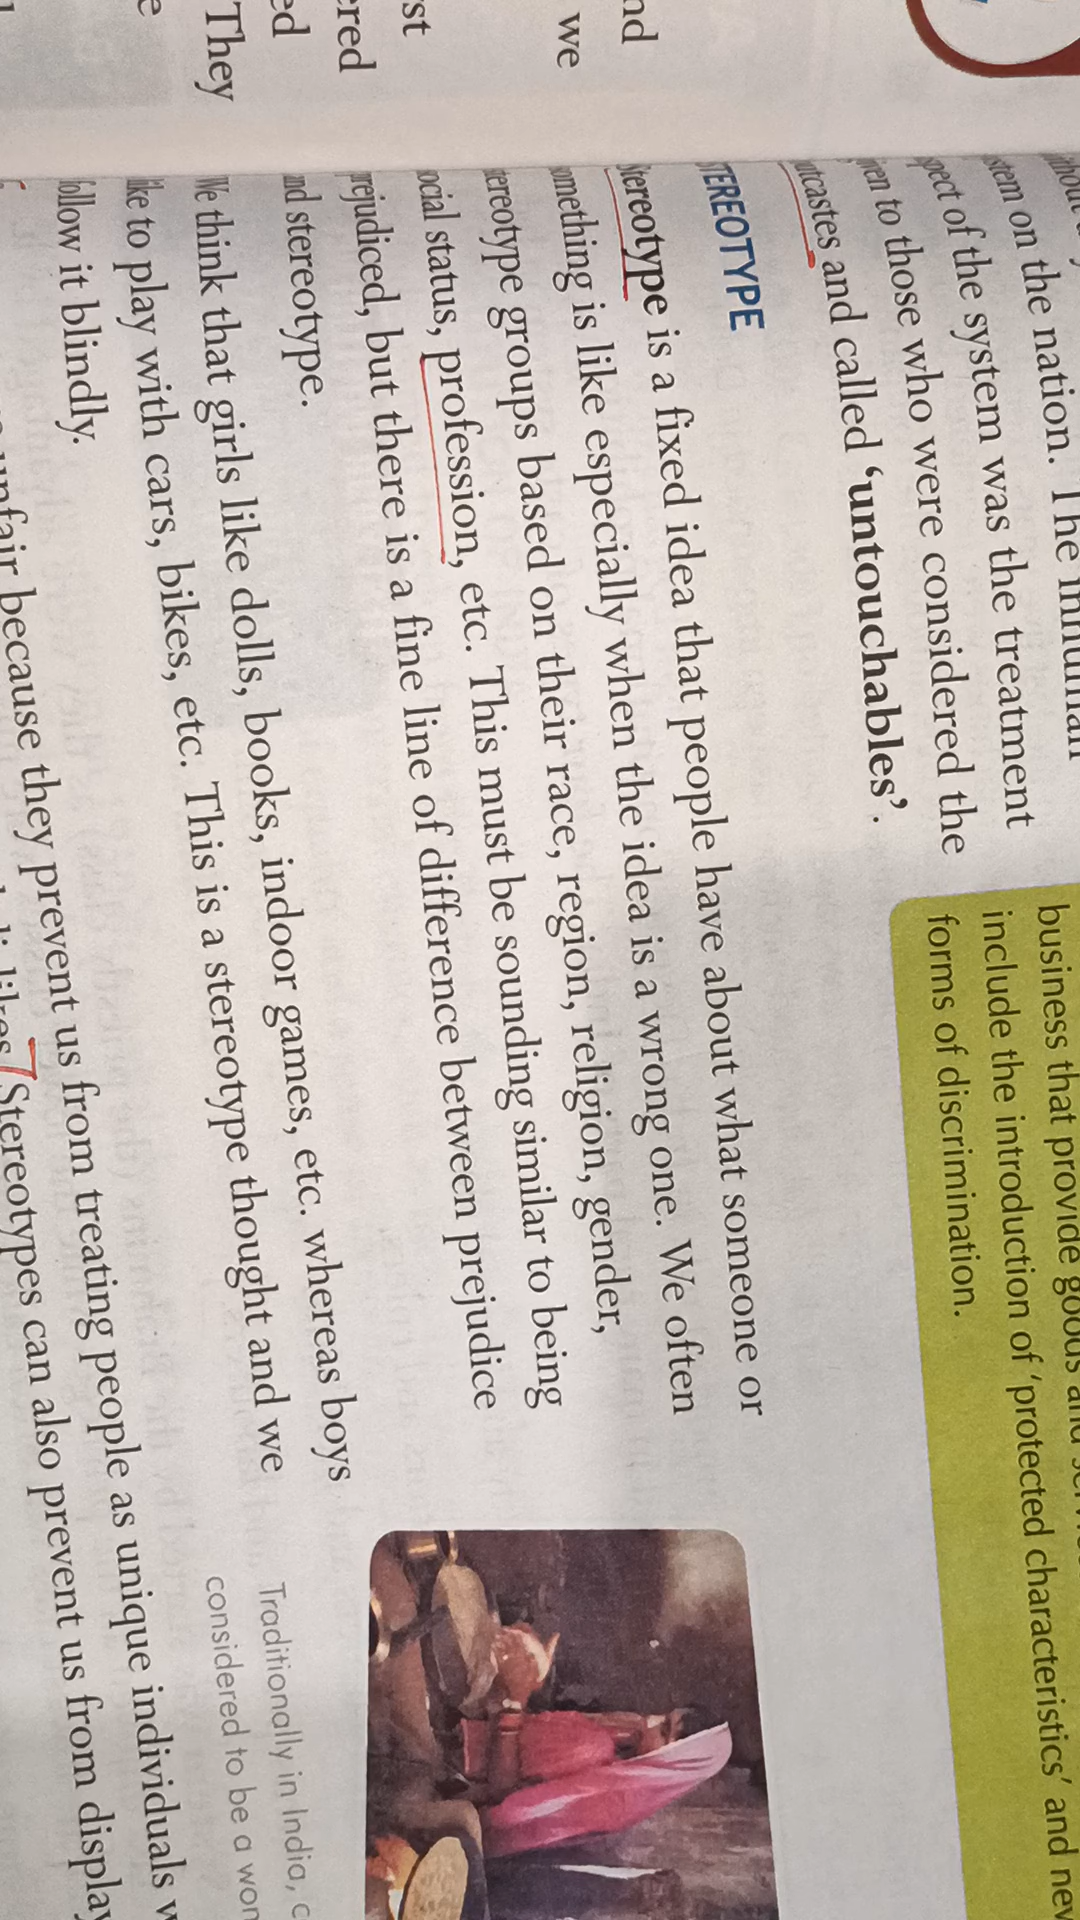 business that provide goods and
include the introduction of 'protected characteristics' and
forms of discrimination.
on the nation. The inhuman
of the system was the treatment
to those who were considered the
and called 'untouchables'.
STEREOTYPE
Stereotype is a fixed idea that people have about what someone or
something is like especially when the idea is a wrong one. We often
stereotype groups based on their race, region, religion, gender,
social status, profession, etc. This must be sounding similar to being
prejudiced, but there is a fine line of difference between prejudice
and stereotype.
We think that girls like dolls, books, indoor games, etc. whereas boys
like to play with cars, bikes, etc. This is a stereotype thought and we
follow it blindly.
because they prevent us from treating people as unique individuals
Stereotypes can also prevent us from
Traditionally in India,
considered to be a
we
They